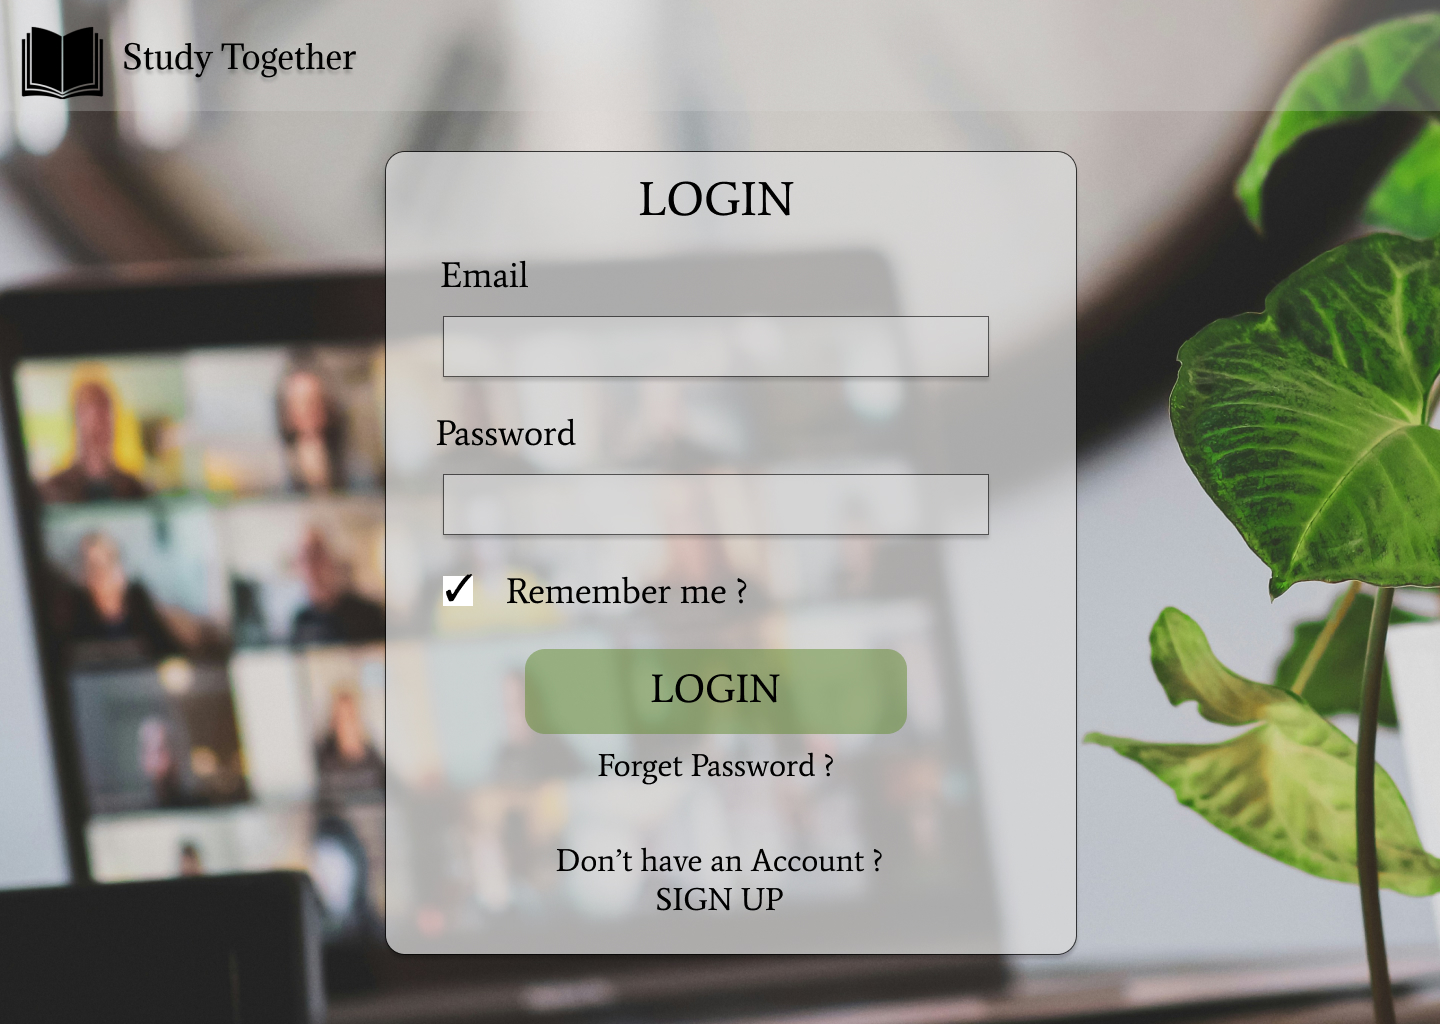 Study Together
LOGIN
Email
Password
✓ Remember me ?
LOGIN
Forget Password ?
Don’t have an Account ?
SIGN UP